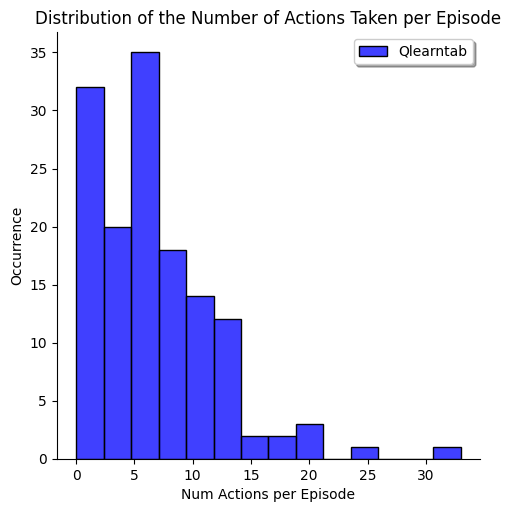 Distribution of the Number of Actions Taken per Episode
Qlearntab
35
30
25
20
15
10
5
0
Occurrence
0 5 10 15 20 25 30
Num Actions per Episode